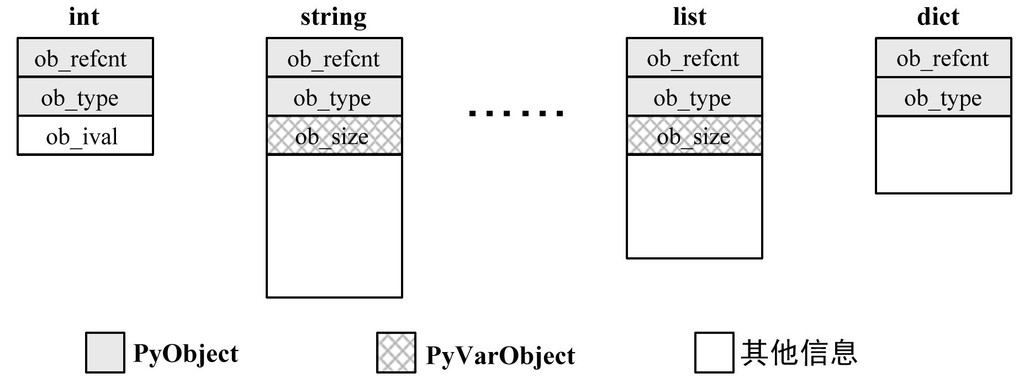 int
string
list
dict
ob_refcnt
ob_refcnt
ob_refcnt
ob_refcnt
ob_type
ob_type
ob_type
ob_type
ob_ival
ob_size
ob_size
......
PyObject
PyVarObject
其他信息